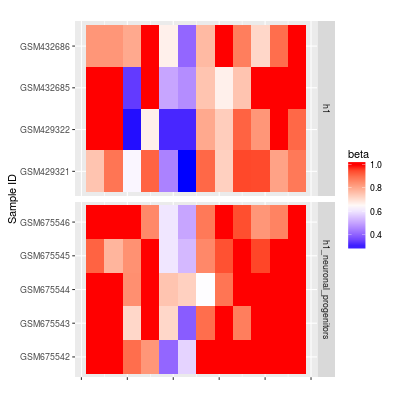 GSM432686
GSM432685
GSM429322
GSM429321
h1
GSM675546
GSM675545
GSM675544
GSM675543
GSM675542
h1_neuronal_progenitors
Sample ID
beta
1.0
0.8
0.6
0.4